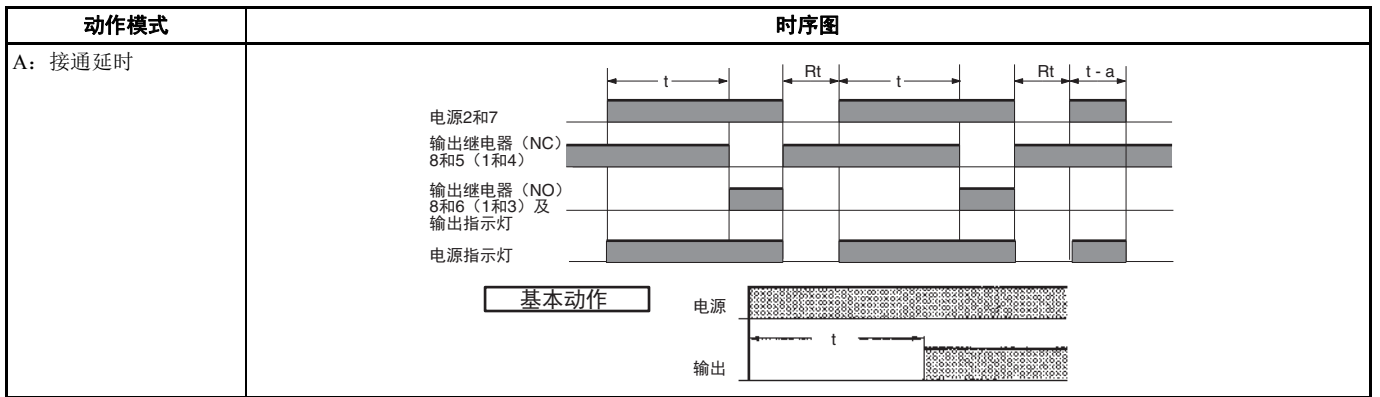 动作模式
时序图
A：接通延时
t
Rt
t
Rt
t - a
电源2和7
输出继电器（NC）
8和5（1和4）
输出继电器（NO）
8和6（1和3）及
输出指示灯
电源指示灯
基本动作
电源
t
输出